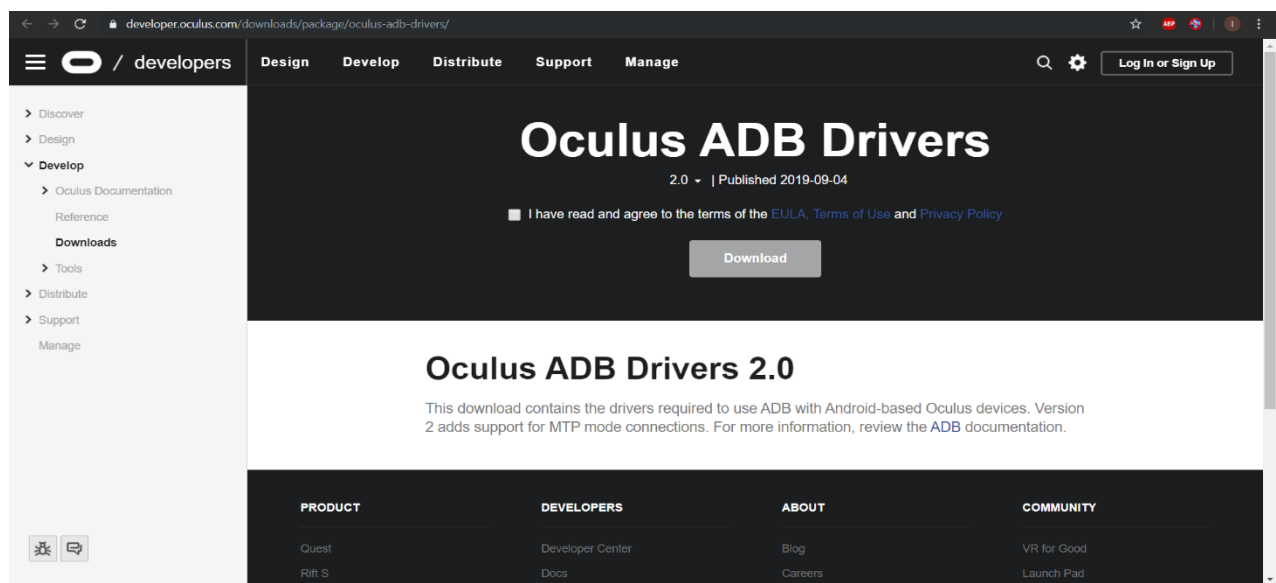 developer.oculus.com/downloads/package/oculus-adb-drivers/
ABP
I
/ developers
Design Develop Distribute Support Manage
Log In or Sign Up
Discover
Design
Develop
Oculus Documentation
Reference
Downloads
Tools
Distribute
Support
Manage
Oculus ADB Drivers
2.0 | Published 2019-09-04
I have read and agree to the terms of the EULA, Terms of Use and Privacy Policy
Download
Oculus ADB Drivers 2.0
This download contains the drivers required to use ADB with Android-based Oculus devices. Version
2 adds support for MTP mode connections. For more information, review the ADB documentation.
PRODUCT DEVELOPERS ABOUT COMMUNITY
Quest Developer Center Blog VR for Good
Rift S Docs Careers Launch Pad